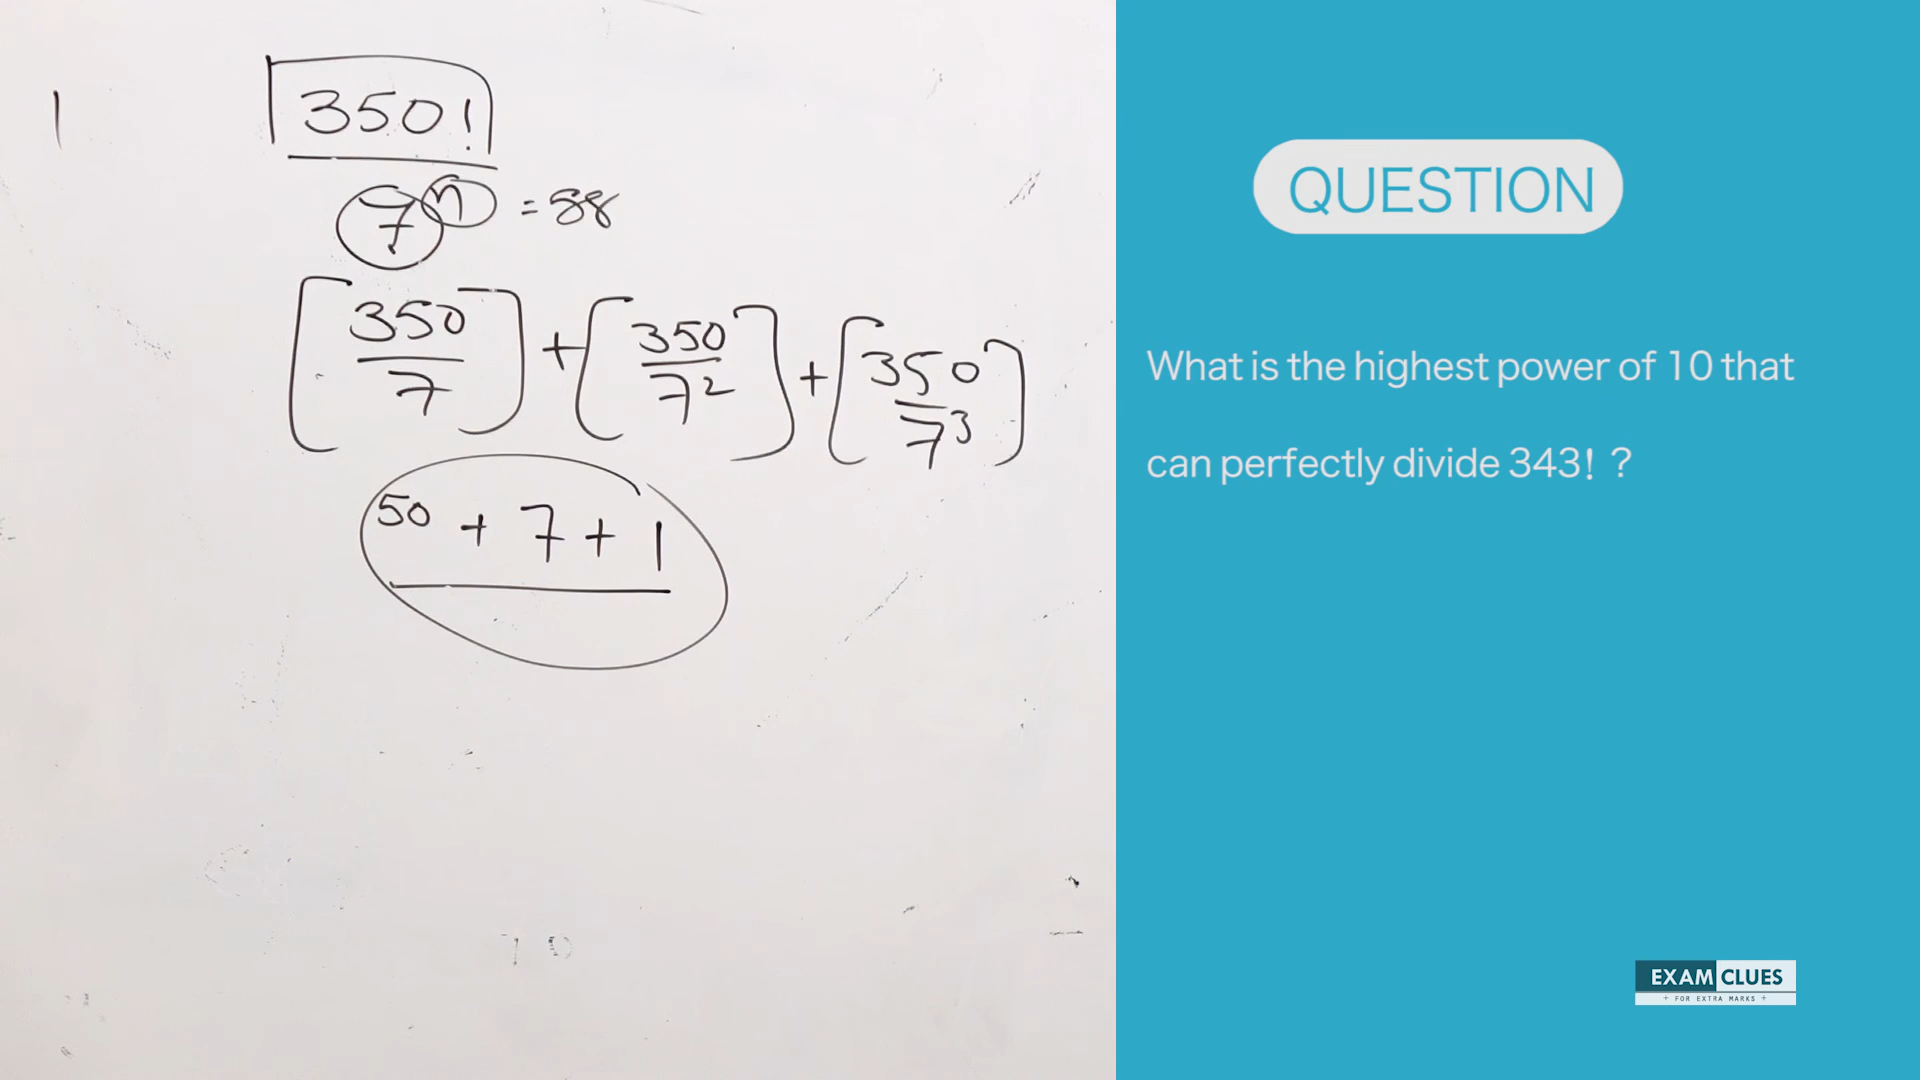 350!
7^n = 58
[350/7] + [350/7²] + [350/7³]
50 + 7 + 1
QUESTION
What is the highest power of 10 that
can perfectly divide 343! ?
EXAM CLUES
+ FOR EXTRA MARKS +